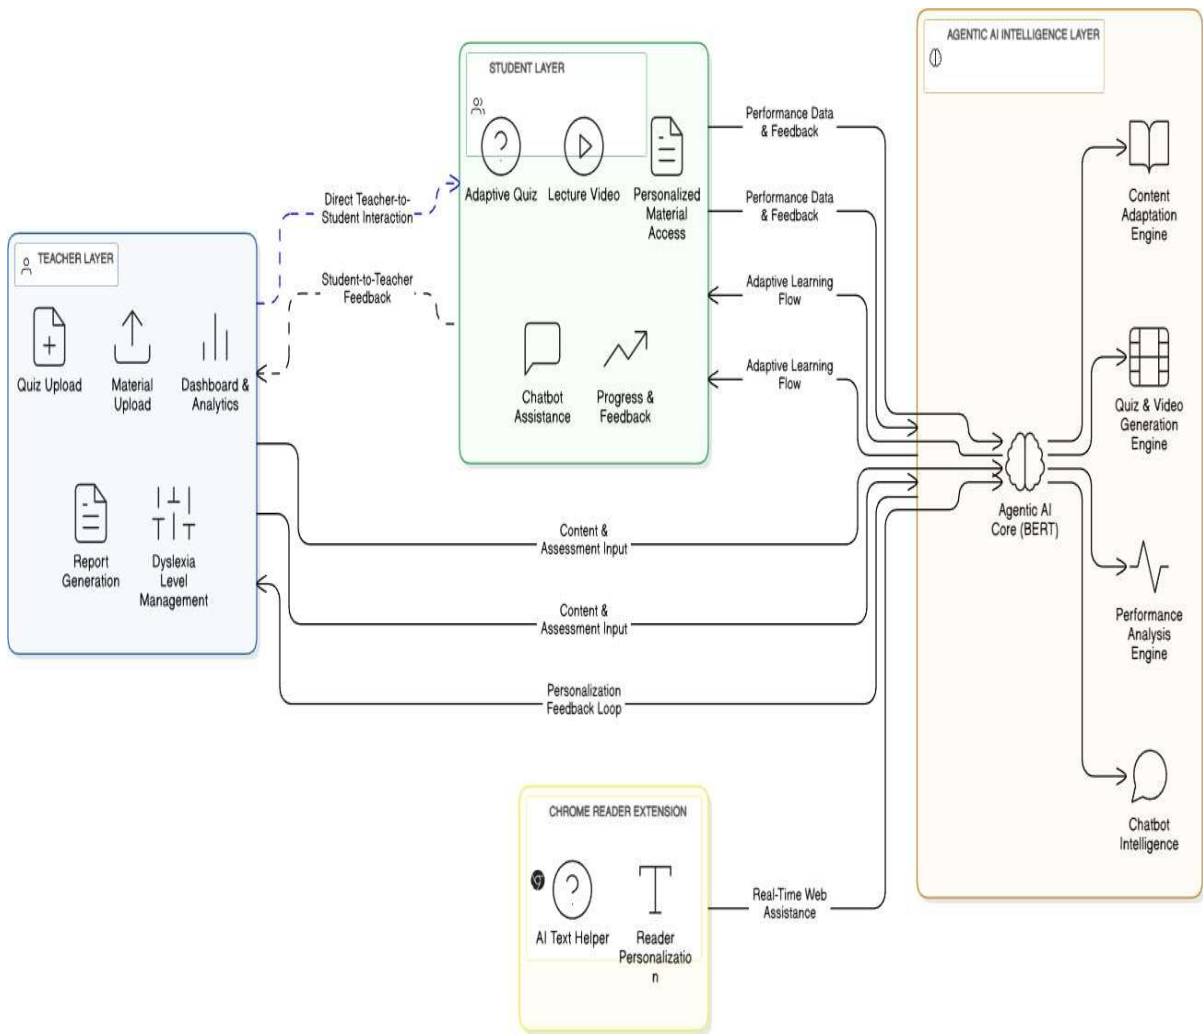 AGENTIC AI INTELLIGENCE LAYER
STUDENT LAYER
Adaptive Quiz
Lecture Video
Personalized
Material
Access
Performance Data
& Feedback
Performance Data
& Feedback
Adaptive Learning
Flow
Adaptive Learning
Flow
Chatbot
Assistance
Progress &
Feedback
Direct Teacher-to-
Student Interaction
Student-to-Teacher
Feedback
TEACHER LAYER
Quiz Upload
Material
Upload
Dashboard &
Analytics
Report
Generation
Dyslexia
Level
Management
Content &
Assessment Input
Content &
Assessment Input
Personalization
Feedback Loop
Content
Adaptation
Engine
Quiz & Video
Generation
Engine
Agentic AI
Core (BERT)
Performance
Analysis
Engine
Chatbot
Intelligence
CHROME READER EXTENSION
AI Text Helper
Reader
Personalizatio
n
Real-Time Web
Assistance